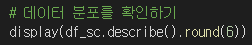 # 데이터 분포를 확인하기
display(df_sc.describe().round(6))